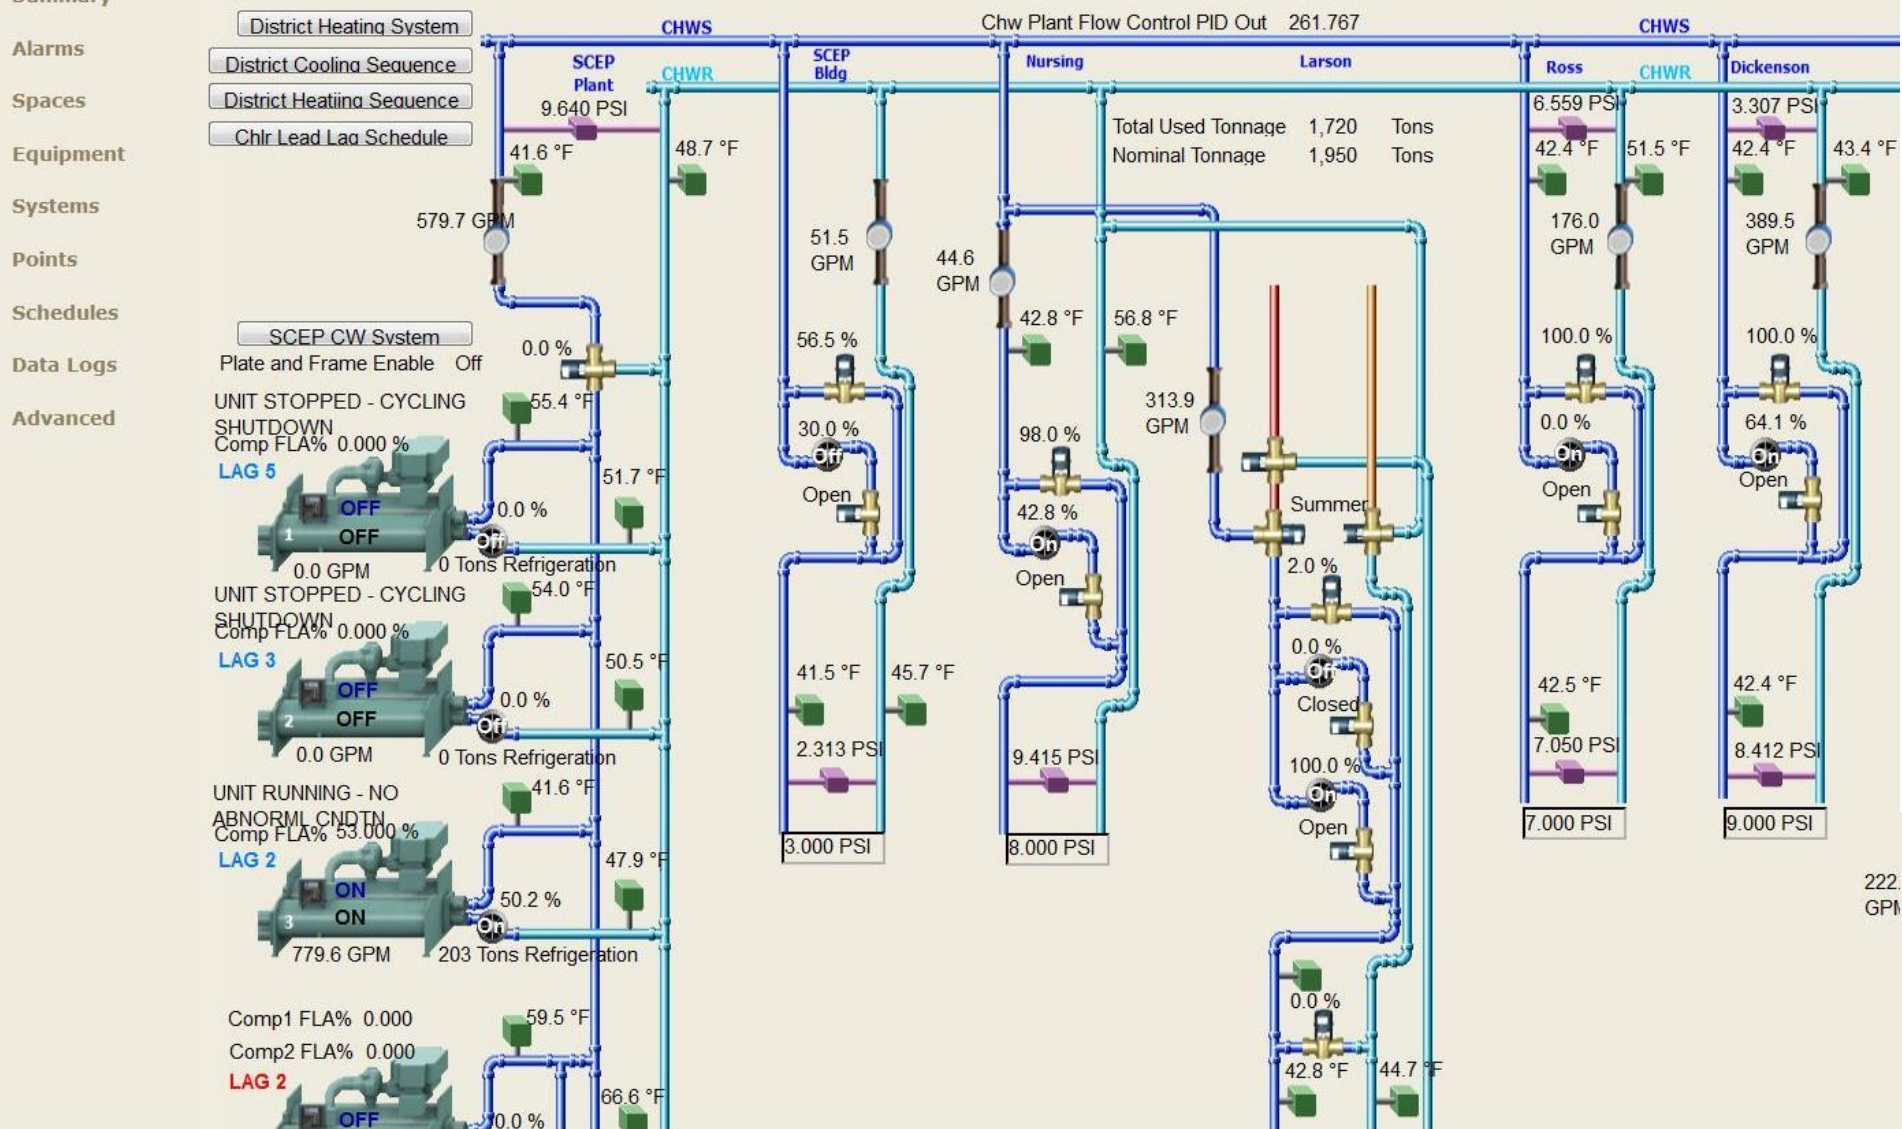 Summary
Alarms
Spaces
Equipment
Systems
Points
Schedules
Data Logs
Advanced
District Heating System
District Cooling Sequence
District Heatiing Sequence
Chlr Lead Lag Schedule
CHWS
Chw Plant Flow Control PID Out 261.767
CHWS
SCEP
Plant
CHWR
SCEP
Bldg
Nursing
Larson
Ross
CHWR
Dickenson
9.640 PSI
6.559 PSI
3.307 PSI
Total Used Tonnage 1,720 Tons
Nominal Tonnage 1,950 Tons
41.6 °F
48.7 °F
42.4 °F
51.5 °F
42.4 °F
43.4 °F
579.7 GPM
51.5
GPM
44.6
GPM
176.0
GPM
389.5
GPM
42.8 °F
56.8 °F
SCEP CW System
Plate and Frame Enable Off
0.0 %
56.5 %
100.0 %
100.0 %
313.9
GPM
UNIT STOPPED - CYCLING
SHUTDOWN
Comp FLA% 0.000 %
LAG 5
55.4 °F
51.7 °F
OFF
OFF
1
0.0 %
Off
0.0 GPM
0 Tons Refrigeration
30.0 %
Off
Open
98.0 %
42.8 %
On
Open
Summer
2.0 %
0.0 %
On
Open
64.1 %
On
Open
UNIT STOPPED - CYCLING
SHUTDOWN
Comp FLA% 0.000 %
LAG 3
54.0 °F
50.5 °F
OFF
OFF
2
0.0 %
Off
0.0 GPM
0 Tons Refrigeration
41.5 °F
45.7 °F
2.313 PSI
3.000 PSI
9.415 PSI
8.000 PSI
0.0 %
Off
Closed
100.0 %
On
Open
42.5 °F
7.050 PSI
7.000 PSI
42.4 °F
8.412 PSI
9.000 PSI
222.
GPM
UNIT RUNNING - NO
ABNORML CNDTN
Comp FLA% 53.000 %
LAG 2
41.6 °F
47.9 °F
ON
ON
3
50.2 %
On
779.6 GPM
203 Tons Refrigeration
Comp1 FLA% 0.000
Comp2 FLA% 0.000
LAG 2
59.5 °F
66.6 °F
OFF
0.0 %
0.0 %
42.8 °F
44.7 °F